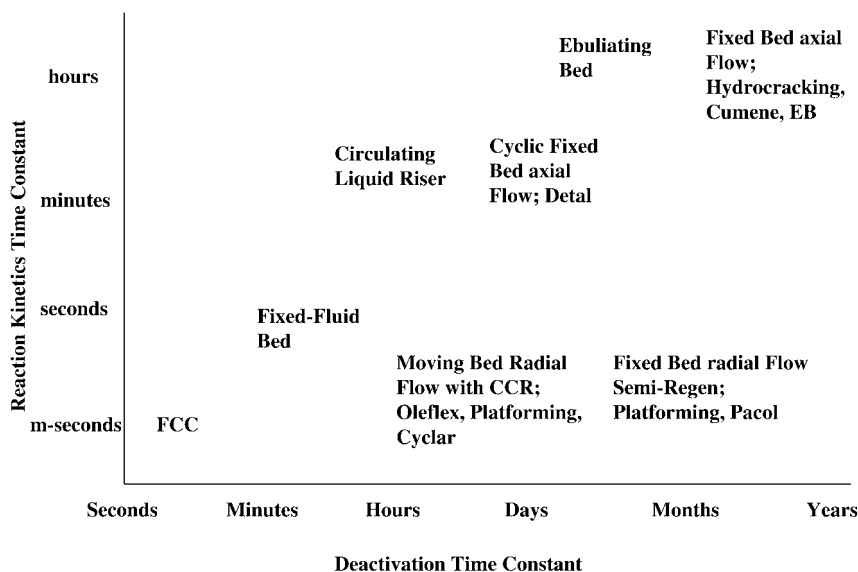 Reaction Kinetics Time Constant
hours
minutes
seconds
m-seconds
Ebuliating
Bed
Fixed Bed axial
Flow;
Hydrocracking,
Cumene, EB
Circulating
Liquid Riser
Cyclic Fixed
Bed axial
Flow; Detal
Fixed-Fluid
Bed
Moving Bed Radial
Flow with CCR;
Oleflex, Platforming,
Cyclar
Fixed Bed radial Flow
Semi-Regen;
Platforming, Pacol
FCC
Seconds Minutes Hours Days Months Years
Deactivation Time Constant